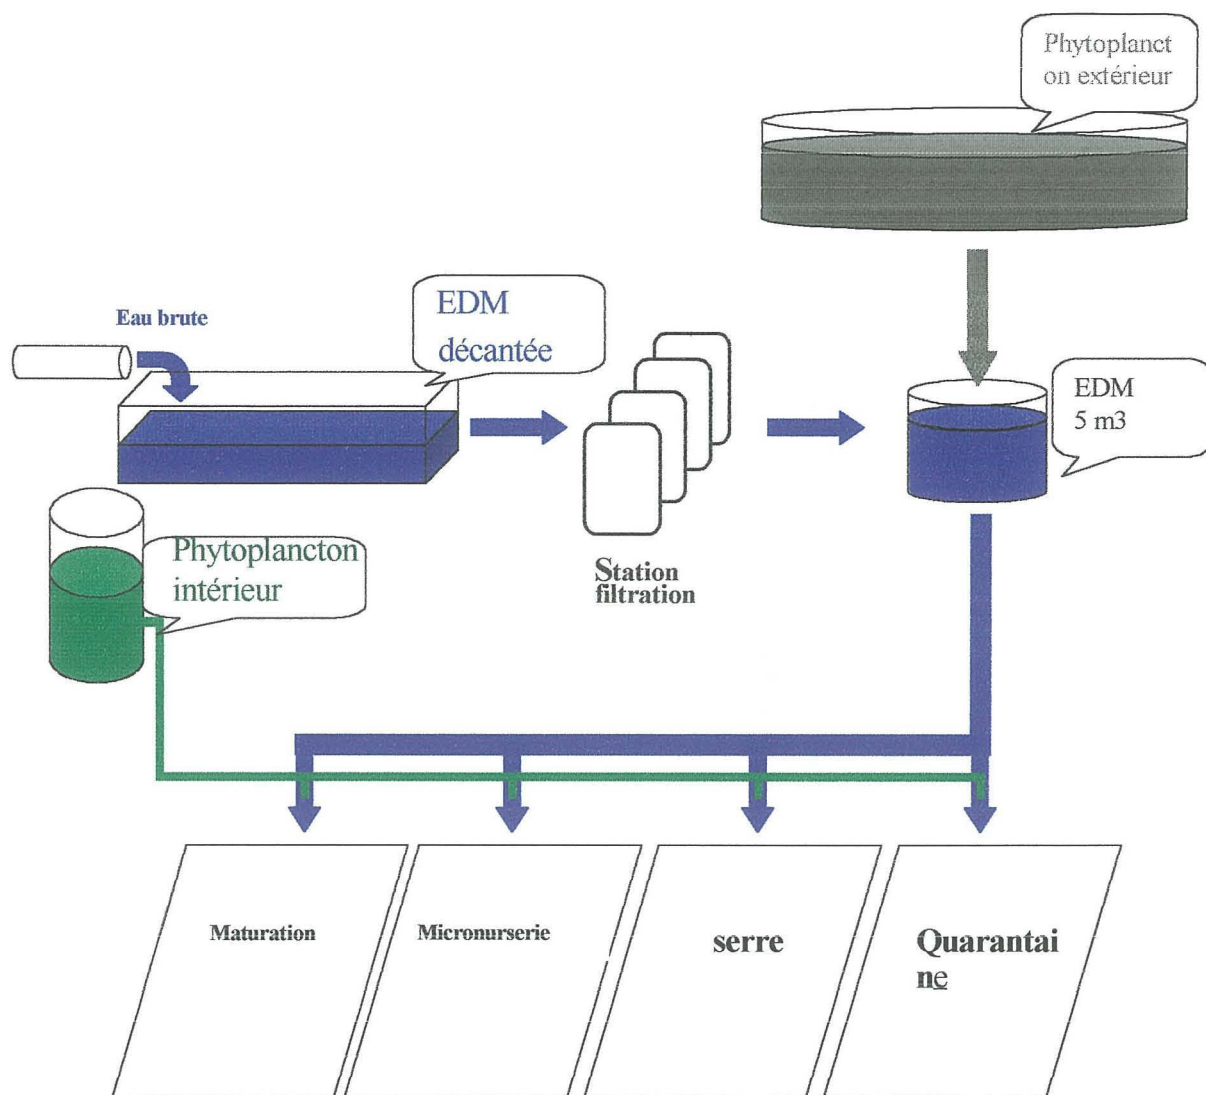 Phytoplanct
on extérieur
Eau brute
EDM
décantée
EDM
5 m3
Phytoplancton
intérieur
Station
filtration
Maturation
Micronurserie
serre
Quarantai
ne